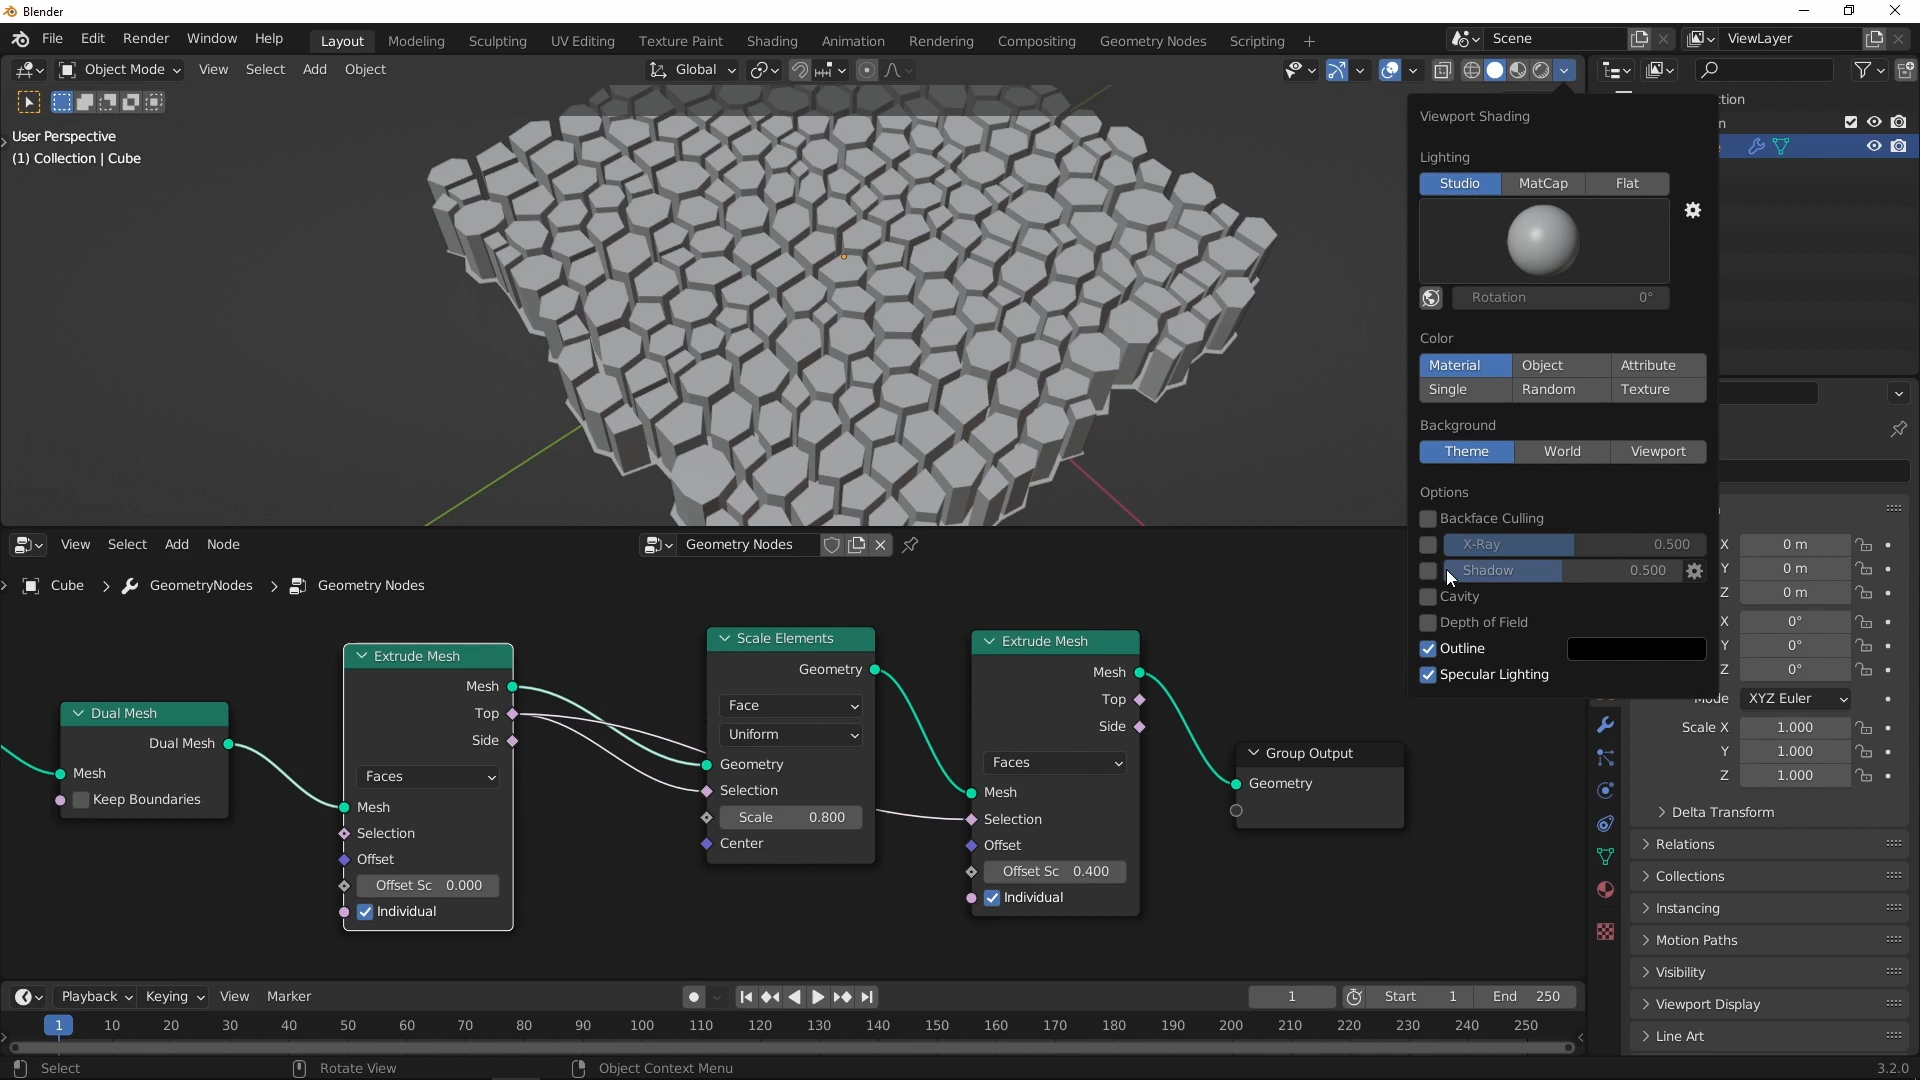 Blender
File Edit Render Window Help Layout Modeling Sculpting UV Editing Texture Paint Shading Animation Rendering Compositing Geometry Nodes Scripting + Scene ViewLayer
Object Mode View Select Add Object Global
User Perspective
(1) Collection | Cube
Viewport Shading
Lighting
Studio MatCap Flat
Rotation 0°
Color
Material Object Attribute
Single Random Texture
Background
Theme World Viewport
Options
Backface Culling
X-Ray 0.500
Shadow 0.500
Cavity
Depth of Field
Outline
Specular Lighting
ction
n
View Select Add Node Geometry Nodes
Cube > GeometryNodes > Geometry Nodes
Dual Mesh
Dual Mesh
Mesh
Keep Boundaries
Extrude Mesh
Mesh
Top
Side
Faces
Mesh
Selection
Offset
Offset Sc 0.000
Individual
Scale Elements
Geometry
Face
Uniform
Geometry
Selection
Scale 0.800
Center
Extrude Mesh
Mesh
Top
Side
Faces
Mesh
Selection
Offset
Offset Sc 0.400
Individual
Group Output
Geometry
X 0 m
Y 0 m
Z 0 m
X 0°
Y 0°
Z 0°
Mode XYZ Euler
Scale X 1.000
Y 1.000
Z 1.000
Delta Transform
Relations
Collections
Instancing
Motion Paths
Visibility
Viewport Display
Line Art
Playback Keying View Marker 1 Start 1 End 250
1 10 20 30 40 50 60 70 80 90 100 110 120 130 140 150 160 170 180 190 200 210 220 230 240 250
Select Rotate View Object Context Menu 3.2.0